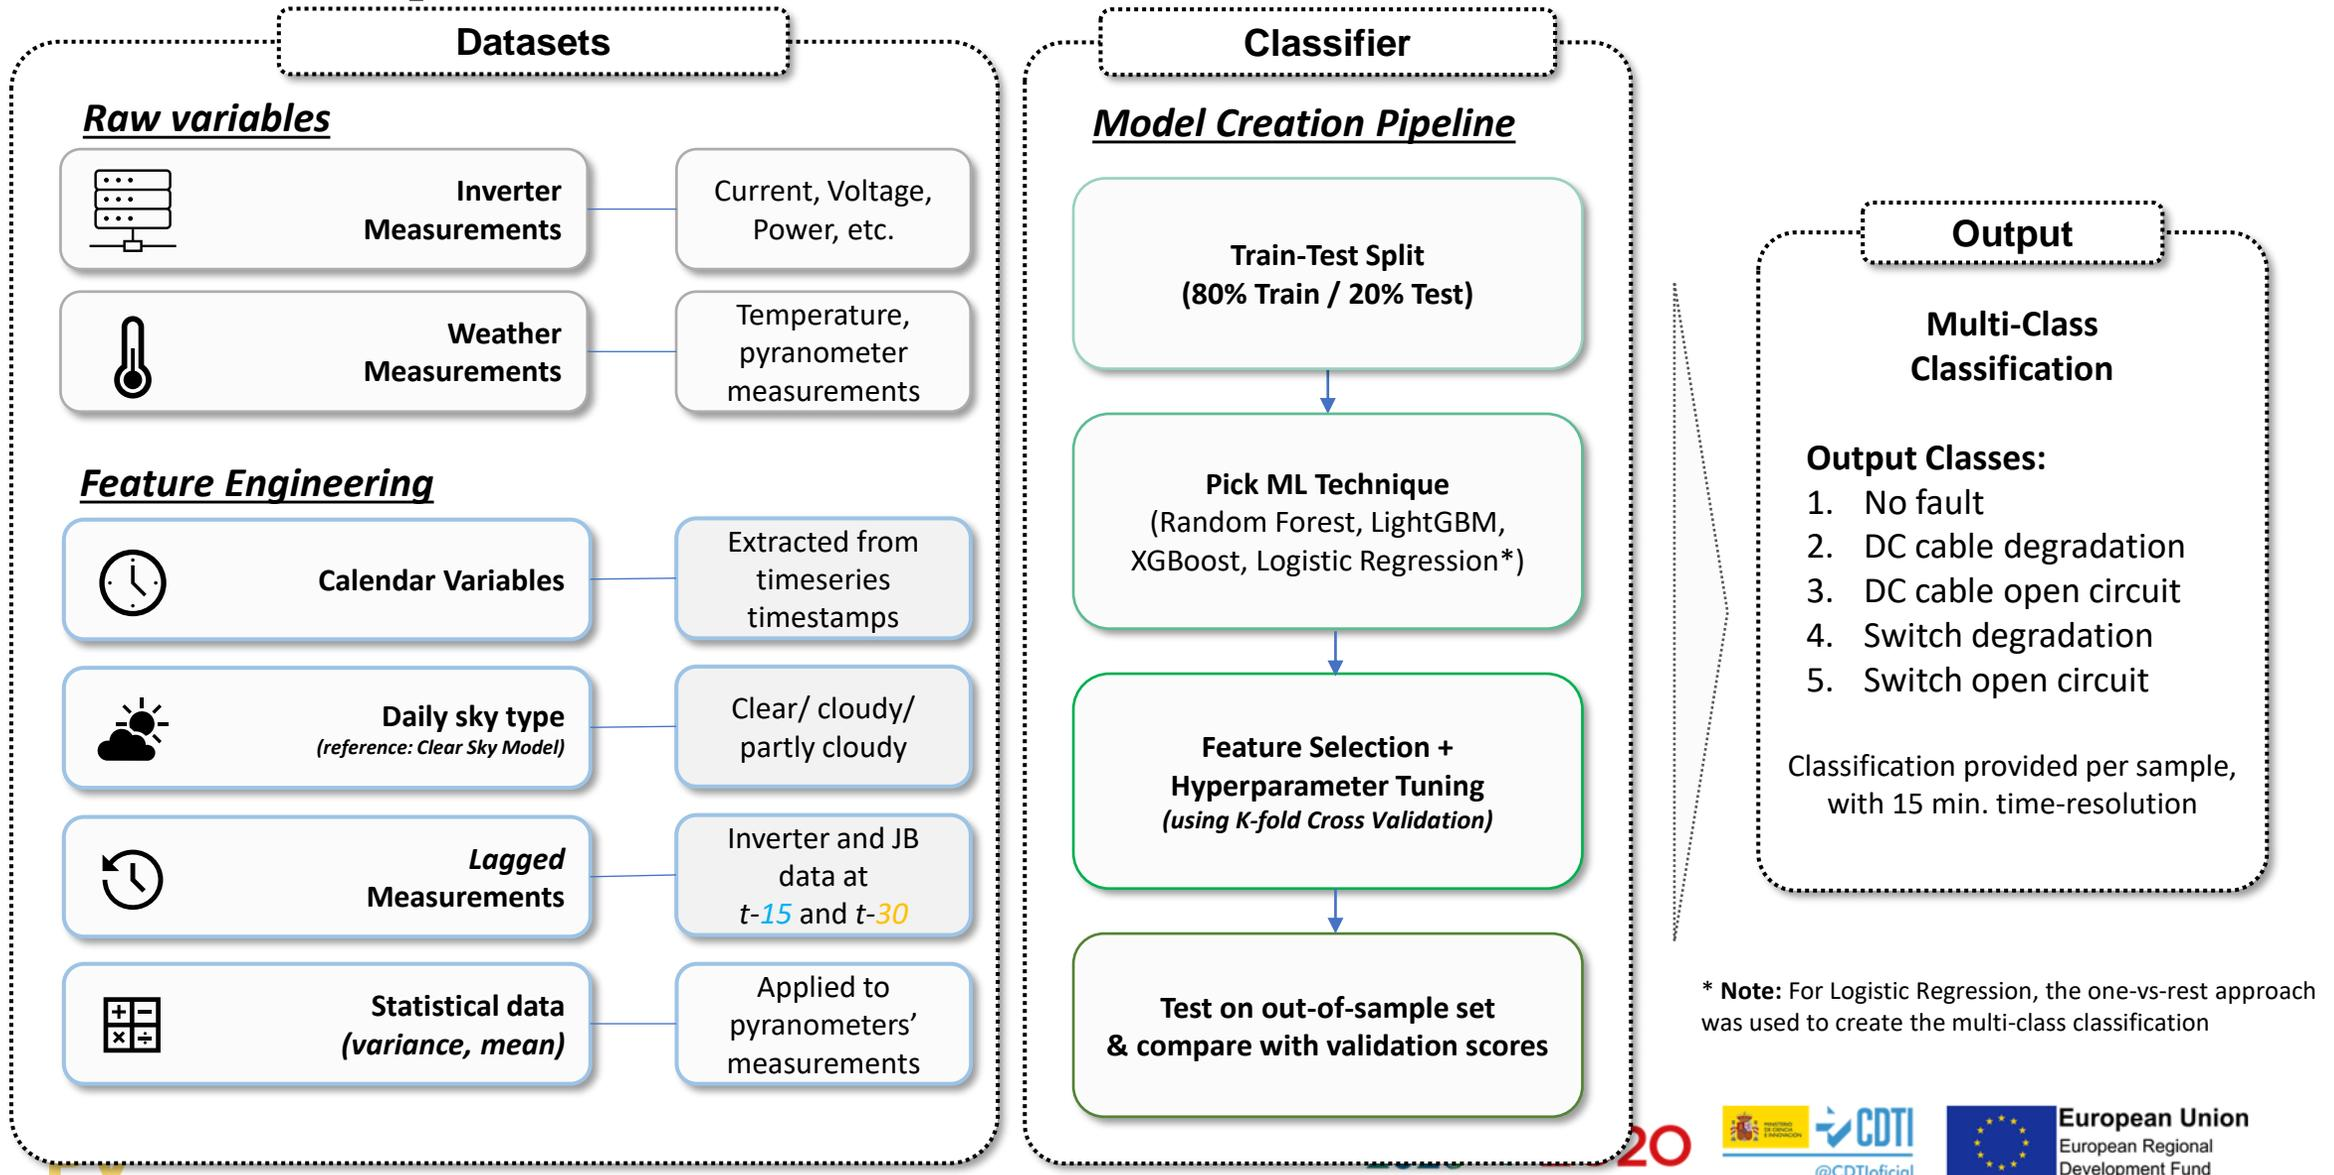 Datasets
Raw variables
Inverter
Measurements
Current, Voltage,
Power, etc.
Weather
Measurements
Temperature,
pyranometer
measurements
Feature Engineering
Calendar Variables
Extracted from
timeseries
timestamps
Daily sky type
(reference: Clear Sky Model)
Clear/ cloudy/
partly cloudy
Lagged
Measurements
Inverter and JB
data at
t-15 and t-30
Statistical data
(variance, mean)
Applied to
pyranometers’
measurements
Classifier
Model Creation Pipeline
Train-Test Split
(80% Train / 20% Test)
Pick ML Technique
(Random Forest, LightGBM,
XGBoost, Logistic Regression*)
Feature Selection +
Hyperparameter Tuning
(using K-fold Cross Validation)
Test on out-of-sample set
& compare with validation scores
Output
Multi-Class
Classification
Output Classes:
1. No fault
2. DC cable degradation
3. DC cable open circuit
4. Switch degradation
5. Switch open circuit
Classification provided per sample,
with 15 min. time-resolution
* Note: For Logistic Regression, the one-vs-rest approach
was used to create the multi-class classification
CDTI
@CDTIoficial
European Union
European Regional
Development Fund